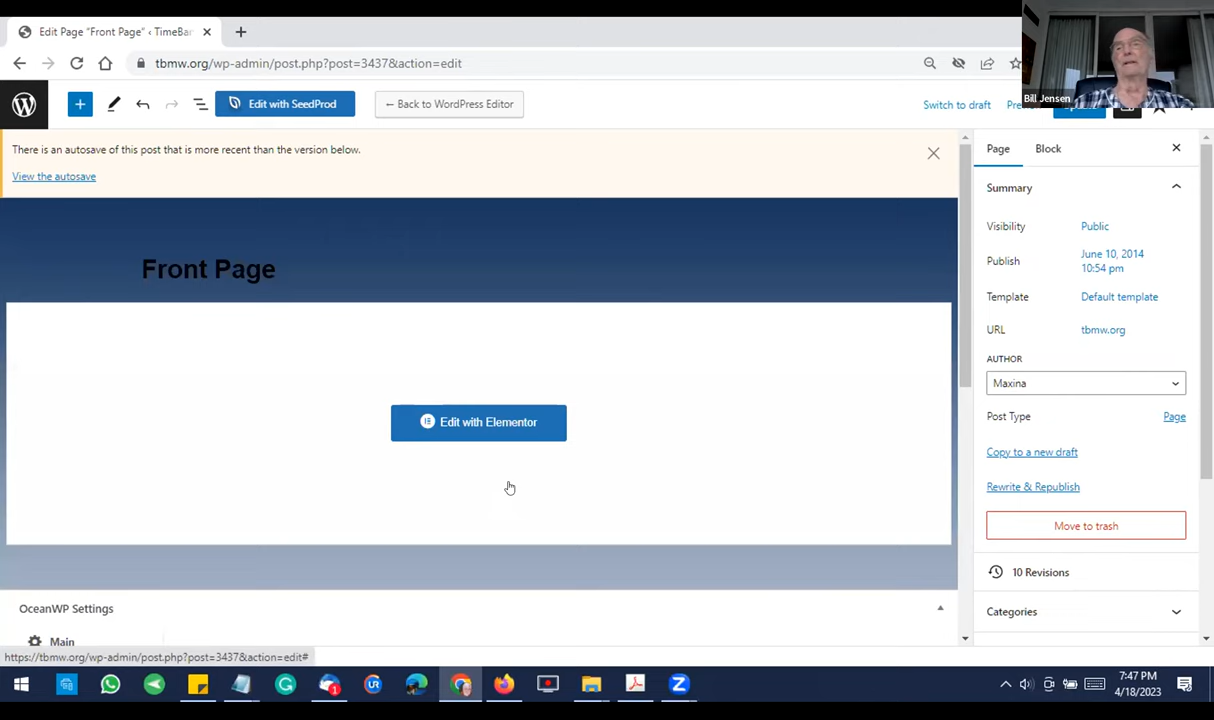 Edit Page "Front Page" ‹ TimeBa
tbmw.org/wp-admin/post.php?post=3437&action=edit
Bill Jensen
Edit with SeedProd
← Back to WordPress Editor
Switch to draft
There is an autosave of this post that is more recent than the version below.
View the autosave
Page
Block
Summary
Visibility
Public
Publish
June 10, 2014
10:54 pm
Template
Default template
URL
tbmw.org
AUTHOR
Maxina
Post Type
Page
Copy to a new draft
Rewrite & Republish
Move to trash
10 Revisions
Categories
Front Page
Edit with Elementor
OceanWP Settings
Main
https://tbmw.org/wp-admin/post.php?post=3437&action=edit#
7:47 PM
4/18/2023